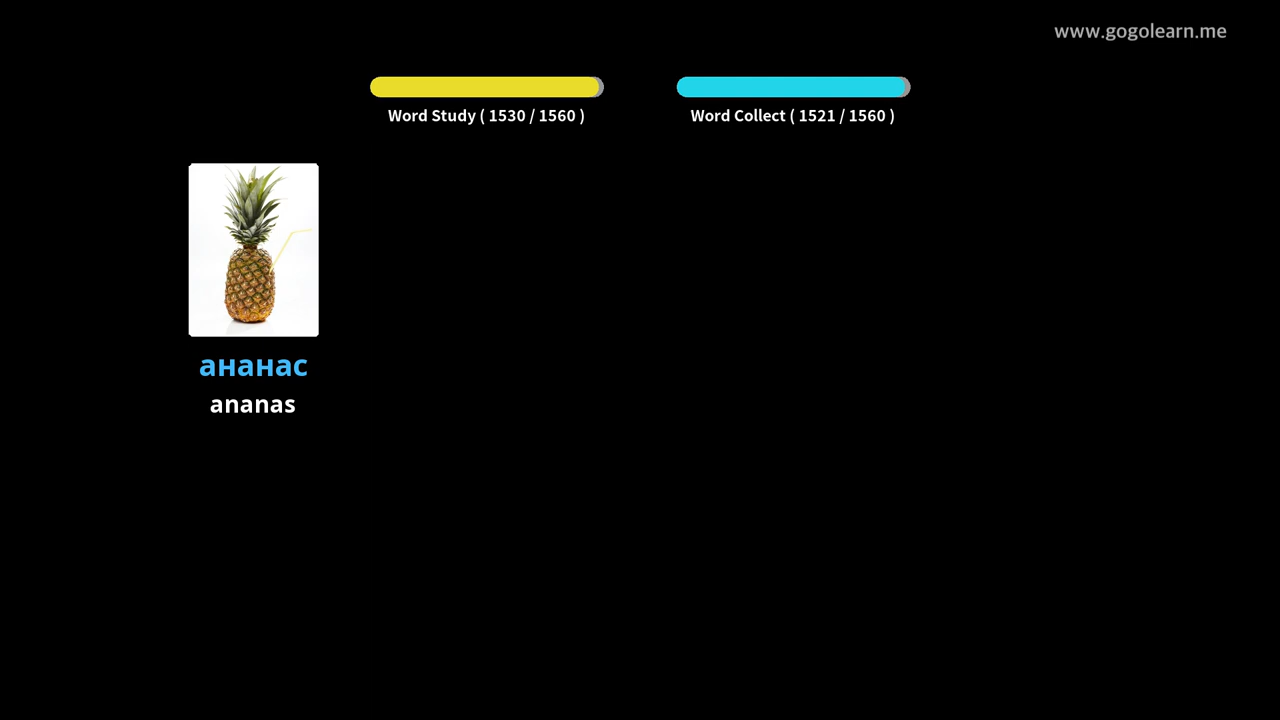 www.gogolearn.me
Word Study ( 1530 / 1560 )
Word Collect ( 1521 / 1560 )
ананас
ananas